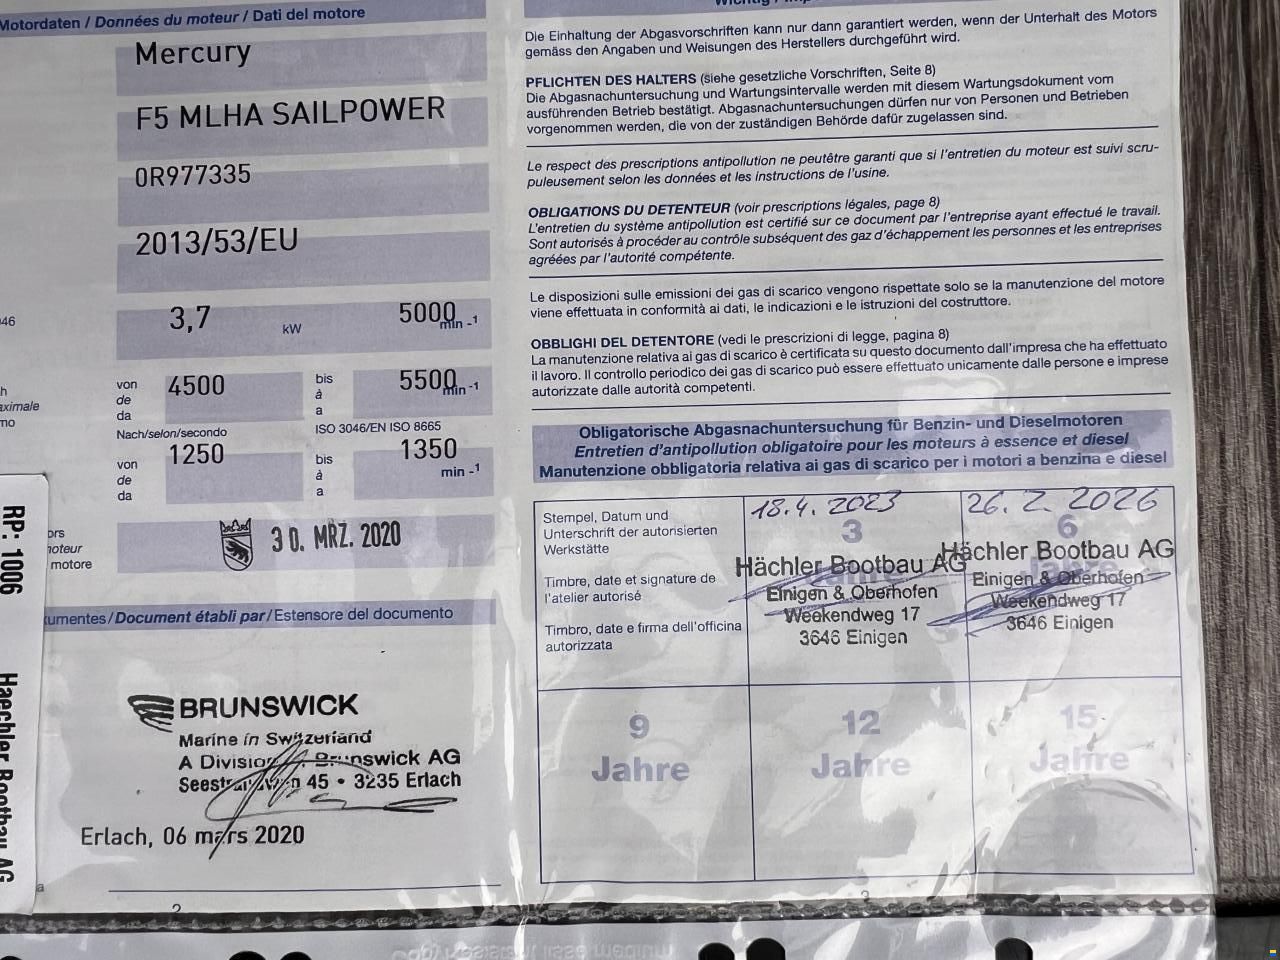 Motordaten / Données du moteur / Dati del motore
Mercury
F5 MLHA SAILPOWER
0R977335
2013/53/EU
3,7 kW 5000 min -1
von
de
da
4500
bis
à
a
5500 min -1
Nach/selon/secondo ISO 3046/EN ISO 8665
von
de
da
1250
bis
à
a
1350
min -1
motore
30. MRZ. 2020
Document établi par / Estensore del documento
BRUNSWICK
Marine in Switzerland
A Division Brunswick AG
45 • 3235 Erlach
Erlach, 06 mars 2020
2
RP: 1006 Haechler Bootbau AG
Die Einhaltung der Abgasvorschriften kann nur dann garantiert werden, wenn der Unterhalt des Motors
gemäss den Angaben und Weisungen des Herstellers durchgeführt wird.
PFLICHTEN DES HALTERS (siehe gesetzliche Vorschriften, Seite 8)
Die Abgasnachuntersuchung und Wartungsintervalle werden mit diesem Wartungsdokument vom
ausführenden Betrieb bestätigt. Abgasnachuntersuchungen dürfen nur von Personen und Betrieben
vorgenommen werden, die von der zuständigen Behörde dafür zugelassen sind.
Le respect des prescriptions antipollution ne peutêtre garanti que si l'entretien du moteur est suivi scru-
puleusement selon les données et les instructions de l'usine.
OBLIGATIONS DU DETENTEUR (voir prescriptions légales, page 8)
L'entretien du système antipollution est certifié sur ce document par l'entreprise ayant effectué le travail.
Sont autorisés à procéder au contrôle subséquent des gaz d'échappement les personnes et les entreprises
agréées par l'autorité compétente.
Le disposizioni sulle emissioni dei gas di scarico vengono rispettate solo se la manutenzione del motore
viene effettuata in conformità ai dati, le indicazioni e le istruzioni del costruttore.
OBBLIGHI DEL DETENTORE (vedi le prescrizioni di legge, pagina 8)
La manutenzione relativa ai gas di scarico è certificata su questo documento dall'impresa che ha effettuato
il lavoro. Il controllo periodico dei gas di scarico può essere effettuato unicamente dalle persone e imprese
autorizzate dalle autorità competenti.
Obligatorische Abgasnachuntersuchung für Benzin- und Dieselmotoren
Entretien d'antipollution obligatoire pour les moteurs à essence et diesel
Manutenzione obbligatoria relativa ai gas di scarico per i motori a benzina e diesel
Stempel, Datum und
Unterschrift der autorisierten
Werkstätte
Timbre, date et signature de
l'atelier autorisé
Timbro, date e firma dell'officina
autorizzata
18.4.2023
3
Jahre
Hächler Bootbau AG
Einigen & Oberhofen
Weekendweg 17
3646 Einigen
26.2.2026
6
Jahre
Hächler Bootbau AG
Einigen & Oberhofen
Weekendweg 17
3646 Einigen
9
Jahre
12
Jahre
15
Jahre
3